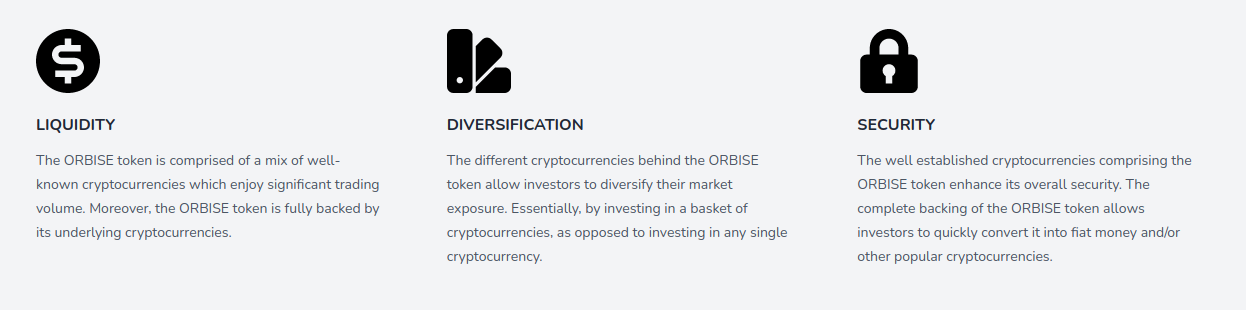 LIQUIDITY
The ORBISE token is comprised of a mix of well-
known cryptocurrencies which enjoy significant trading
volume. Moreover, the ORBISE token is fully backed by
its underlying cryptocurrencies.
DIVERSIFICATION
The different cryptocurrencies behind the ORBISE
token allow investors to diversify their market
exposure. Essentially, by investing in a basket of
cryptocurrencies, as opposed to investing in any single
cryptocurrency.
SECURITY
The well established cryptocurrencies comprising the
ORBISE token enhance its overall security. The
complete backing of the ORBISE token allows
investors to quickly convert it into fiat money and/or
other popular cryptocurrencies.